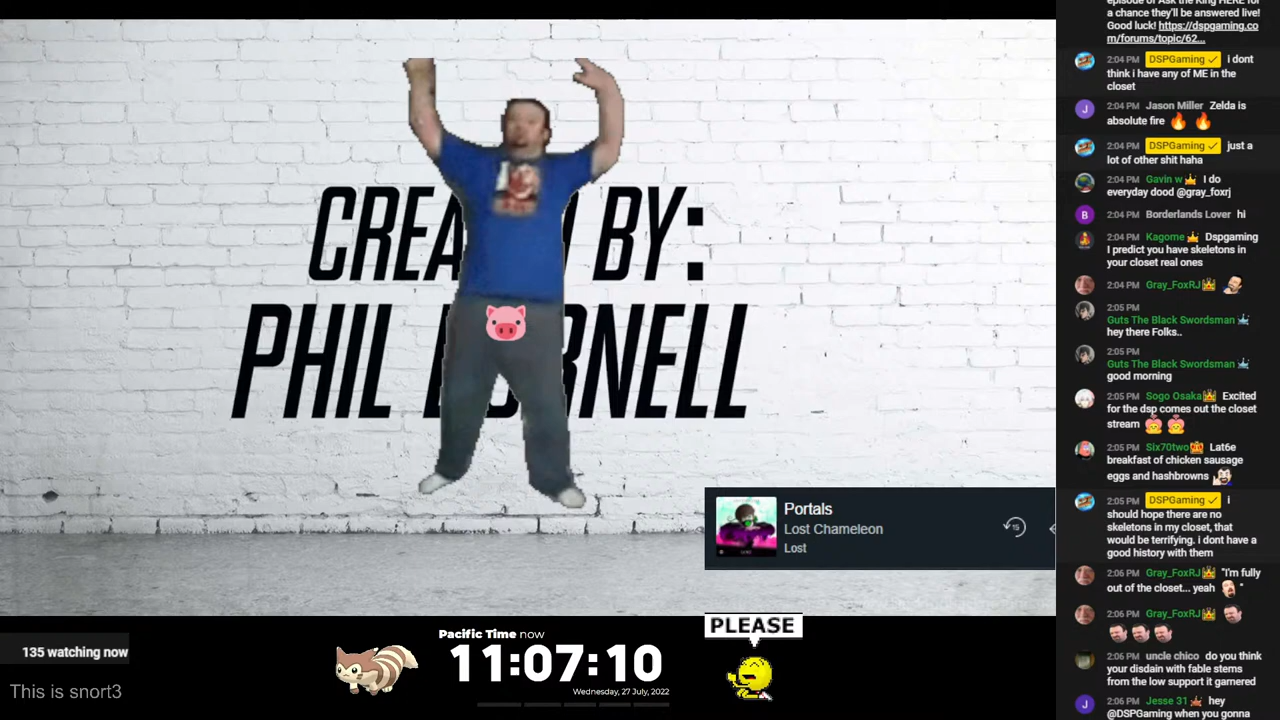 CREA BY:
PHIL RNELL
Portals
Lost Chameleon
Lost
15
PLEASE
135 watching now
This is snort3
Pacific Time now
11:07:10
Wednesday, 27 July, 2022
episode of Ask the King HERE for
a chance they'll be answered live!
Good luck! https://dspgaming.co
m/forums/topic/62...
2:04 PM DSPGaming ✓ i dont
think i have any of ME in the
closet
2:04 PM Jason Miller Zelda is
absolute fire 🔥 🔥
2:04 PM DSPGaming ✓ just a
lot of other shit haha
2:04 PM Gavin w I do
everyday dood @gray_foxrj
2:04 PM Borderlands Lover hi
2:04 PM Kagome Dspgaming
I predict you have skeletons in
your closet real ones
2:04 PM Gray_FoxRJ
2:05 PM
Guts The Black Swordsman
hey there Folks..
2:05 PM
Guts The Black Swordsman
good morning
2:05 PM Sogo Osaka Excited
for the dsp comes out the closet
stream
2:05 PM Six70two Lat6e
breakfast of chicken sausage
eggs and hashbrowns
2:05 PM DSPGaming ✓ i
should hope there are no
skeletons in my closet, that
would be terrifying. i dont have a
good history with them
2:06 PM Gray_FoxRJ "I'm fully
out of the closet... yeah "
2:06 PM Gray_FoxRJ
2:06 PM uncle chico do you think
your disdain with fable stems
from the low support it garnered
2:06 PM Jesse 31 hey
@DSPGaming when you gonna